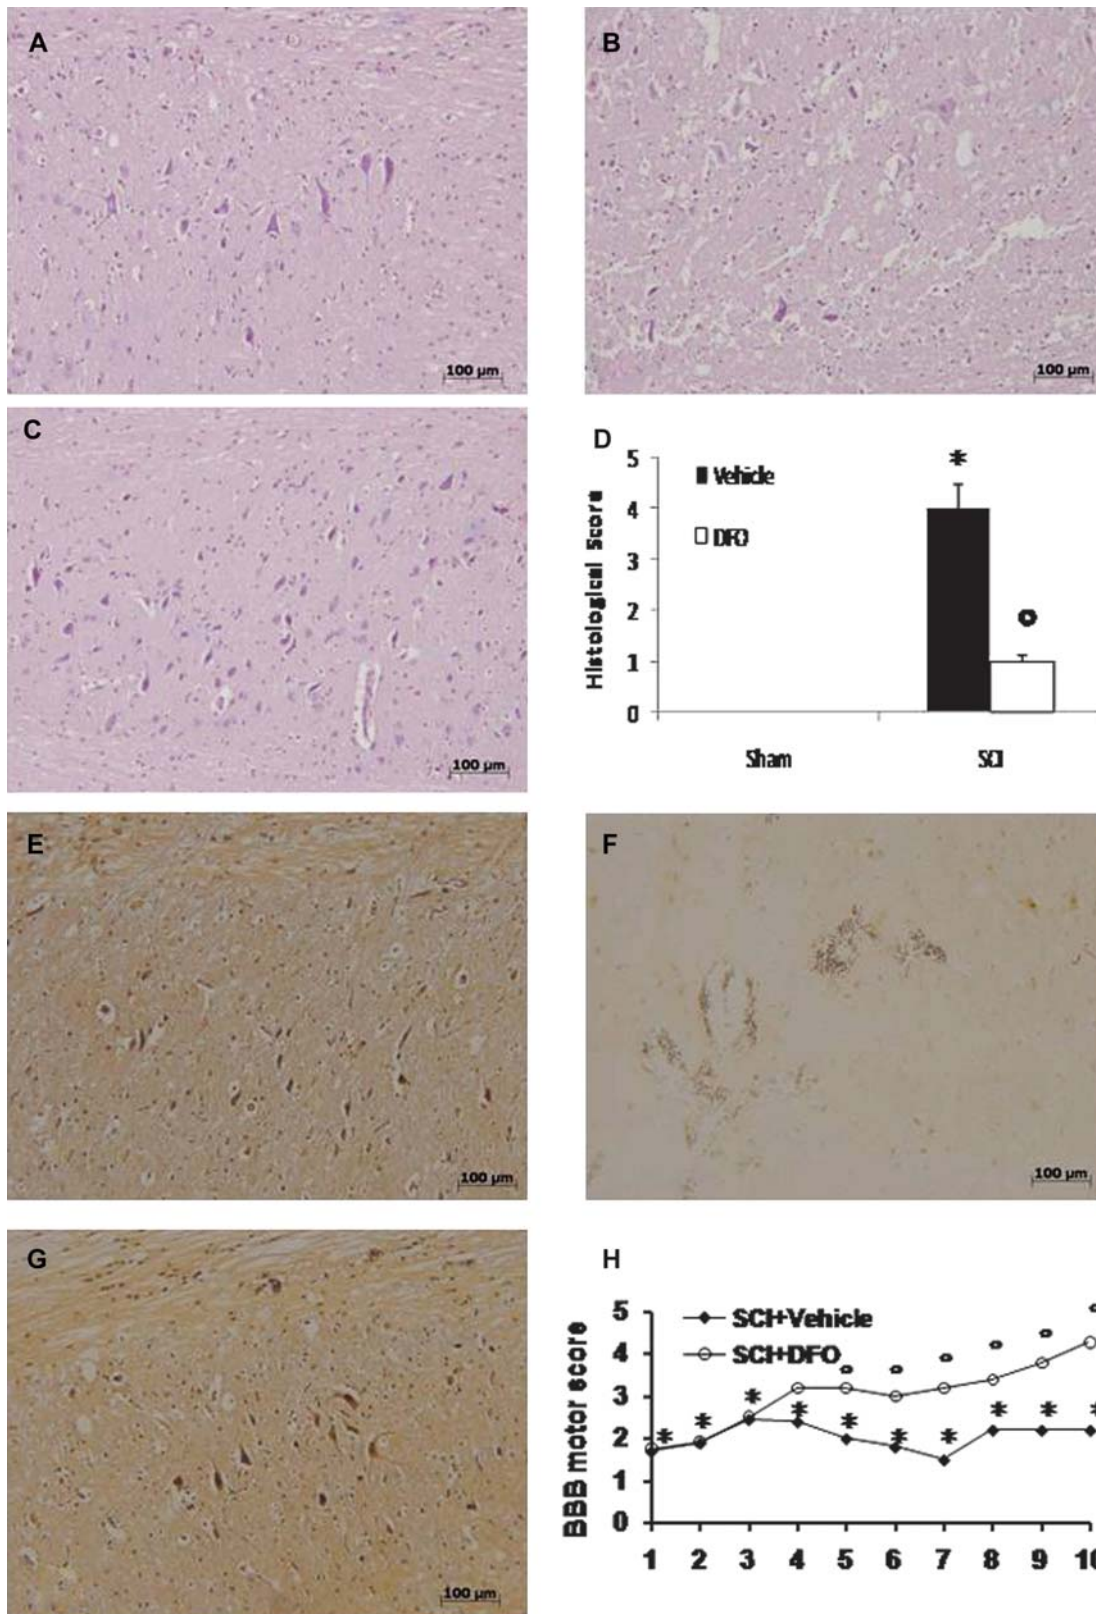 A
100 µm
B
100 µm
C
100 µm
D
Histological Score
5
4
3
2
1
0
*
Vehicle
DFO
Sham
SCI
E
100 µm
F
100 µm
G
100 µm
H
BBB motor score
5
4
3
2
1
0
SCI+Vehicle
SCI+DFO
* * * * * * * * * *
1 2 3 4 5 6 7 8 9 10